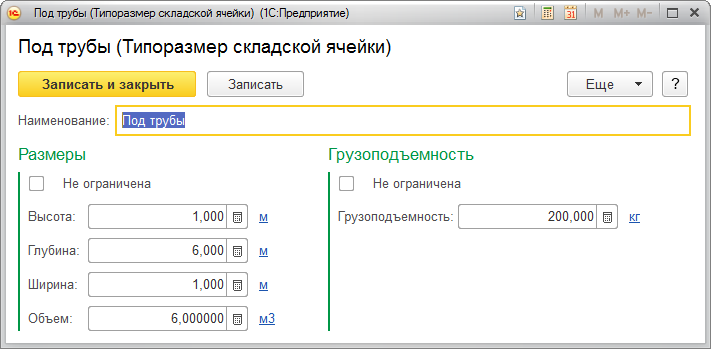 Под трубы (Типоразмер складской ячейки) (1С:Предприятие)
31 M M+ M-
Под трубы (Типоразмер складской ячейки)
Записать и закрыть Записать Еще ?
Наименование: Под трубы
Размеры Грузоподъемность
Не ограничена Не ограничена
Высота: 1,000 м Грузоподъемность: 200,000 кг
Глубина: 6,000 м
Ширина: 1,000 м
Объем: 6,000000 м3